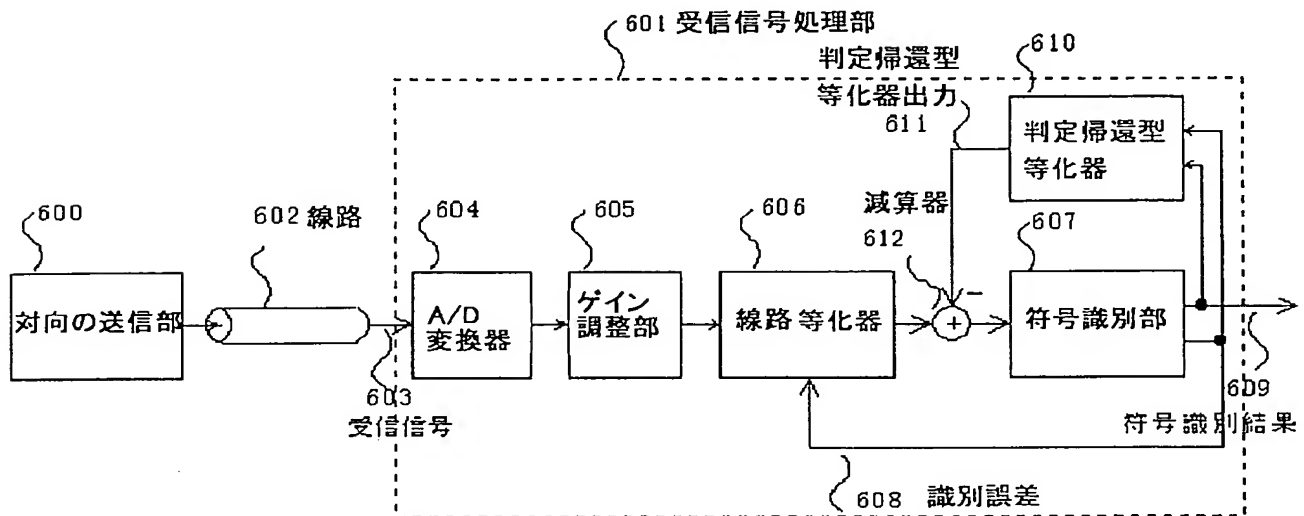 601 受信信号処理部
610
判定帰還型
等化器出力
611
判定帰還型
等化器
600
602 線路
604
605
606
減算器
612
607
対向の送信部
A/D
変換器
ゲイン
調整部
線路等化器
+
−
符号識別部
603
受信信号
609
符号識別結果
608 識別誤差